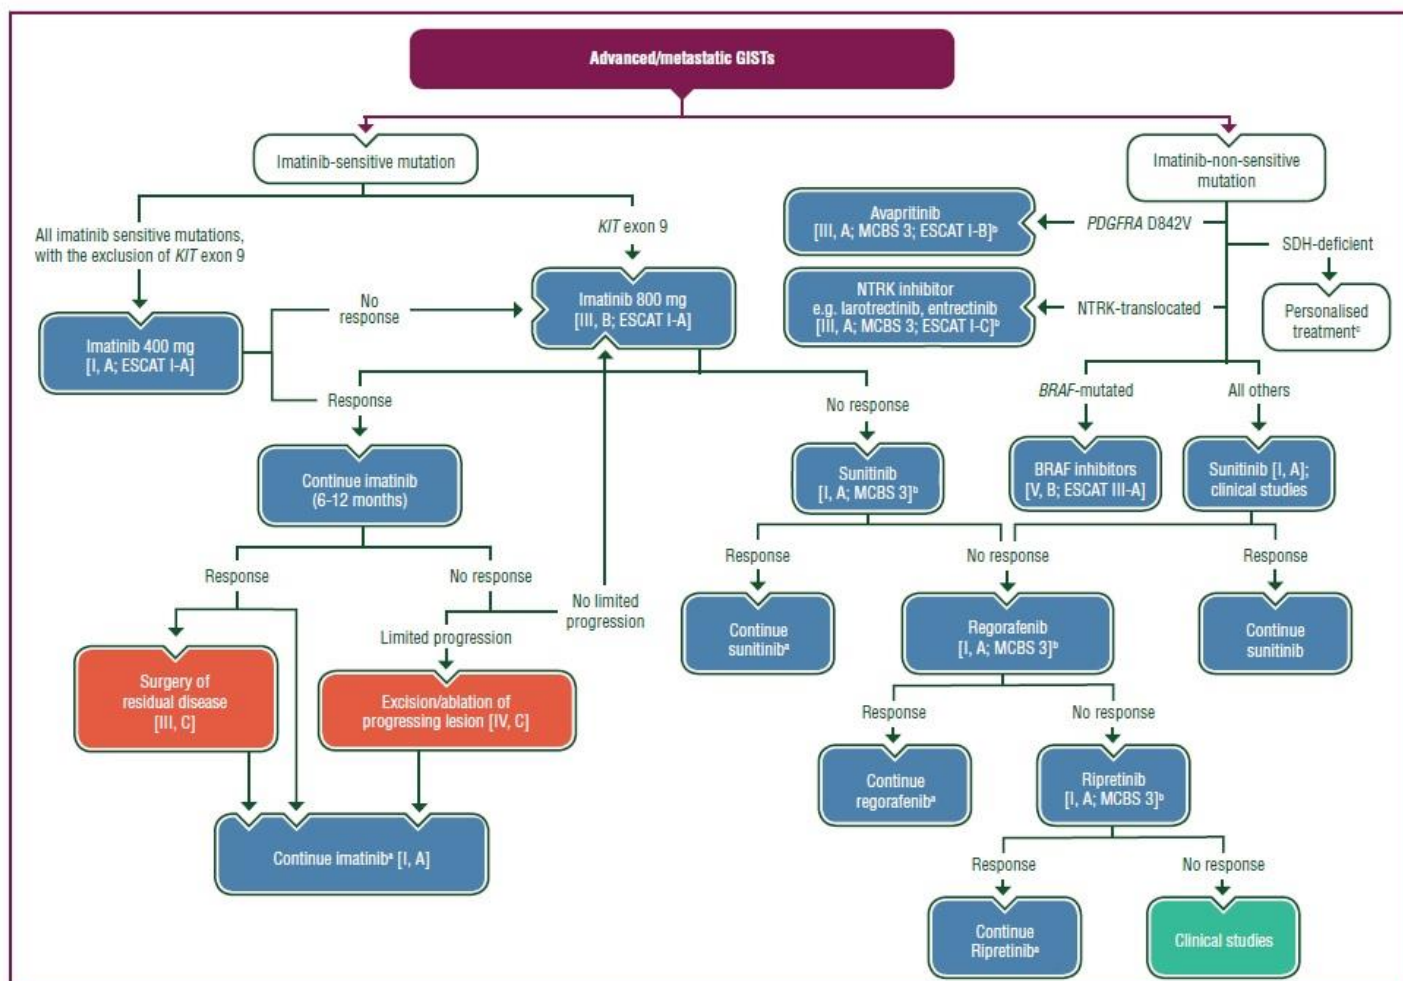 Advanced/metastatic GISTs
Imatinib-sensitive mutation
Imatinib-non-sensitive
mutation
All imatinib sensitive mutations,
with the exclusion of KIT exon 9
KIT exon 9
Avapritinib
[III, A; MCBS 3; ESCAT I-B]ᵇ
PDGFRA D842V
SDH-deficient
Imatinib 400 mg
[I, A; ESCAT I-A]
No
response
Imatinib 800 mg
[III, B; ESCAT I-A]
NTRK inhibitor
e.g. larotrectinib, entrectinib
[III, A; MCBS 3; ESCAT I-C]ᵇ
NTRK-translocated
Personalised
treatmentᶜ
Response
No response
BRAF-mutated
All others
Continue imatinib
(6-12 months)
Sunitinib
[I, A; MCBS 3]ᵇ
BRAF inhibitors
[V, B; ESCAT III-A]
Sunitinib [I, A];
clinical studies
Response
No response
No limited
progression
Response
No response
Response
Limited progression
Surgery of
residual disease
[III, C]
Excision/ablation of
progressing lesion [IV, C]
Continue
sunitinibᵃ
Regorafenib
[I, A; MCBS 3]ᵇ
Continue
sunitinib
Response
No response
Continue
regorafenibᵃ
Ripretinib
[I, A; MCBS 3]ᵇ
Continue imatinibᵃ [I, A]
Response
No response
Continue
Ripretinibᵃ
Clinical studies